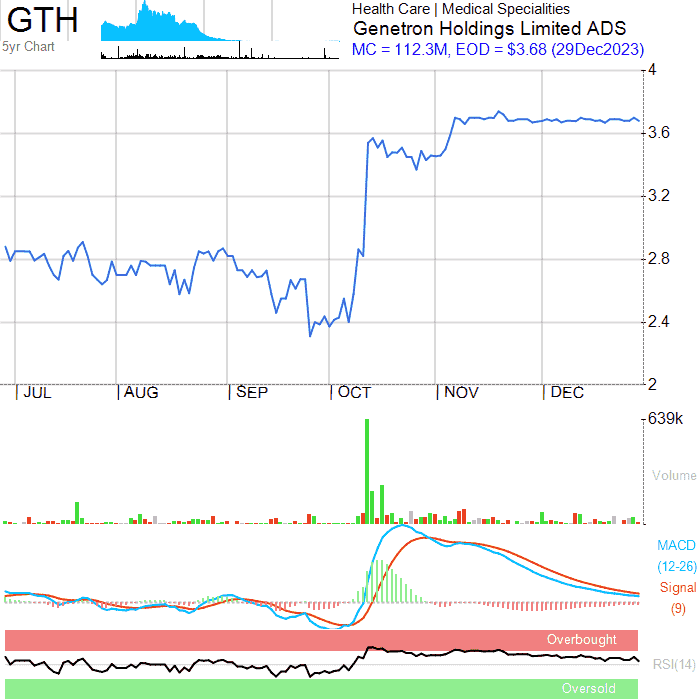 GTH
5yr Chart
Health Care | Medical Specialities
Genetron Holdings Limited ADS
MC = 112.3M, EOD = $3.68 (29Dec2023)
4
3.6
3.2
2.8
2.4
2
| JUL | AUG | SEP | OCT | NOV | DEC
639k
Volume
MACD
(12-26)
Signal
(9)
Overbought
RSI(14)
Oversold